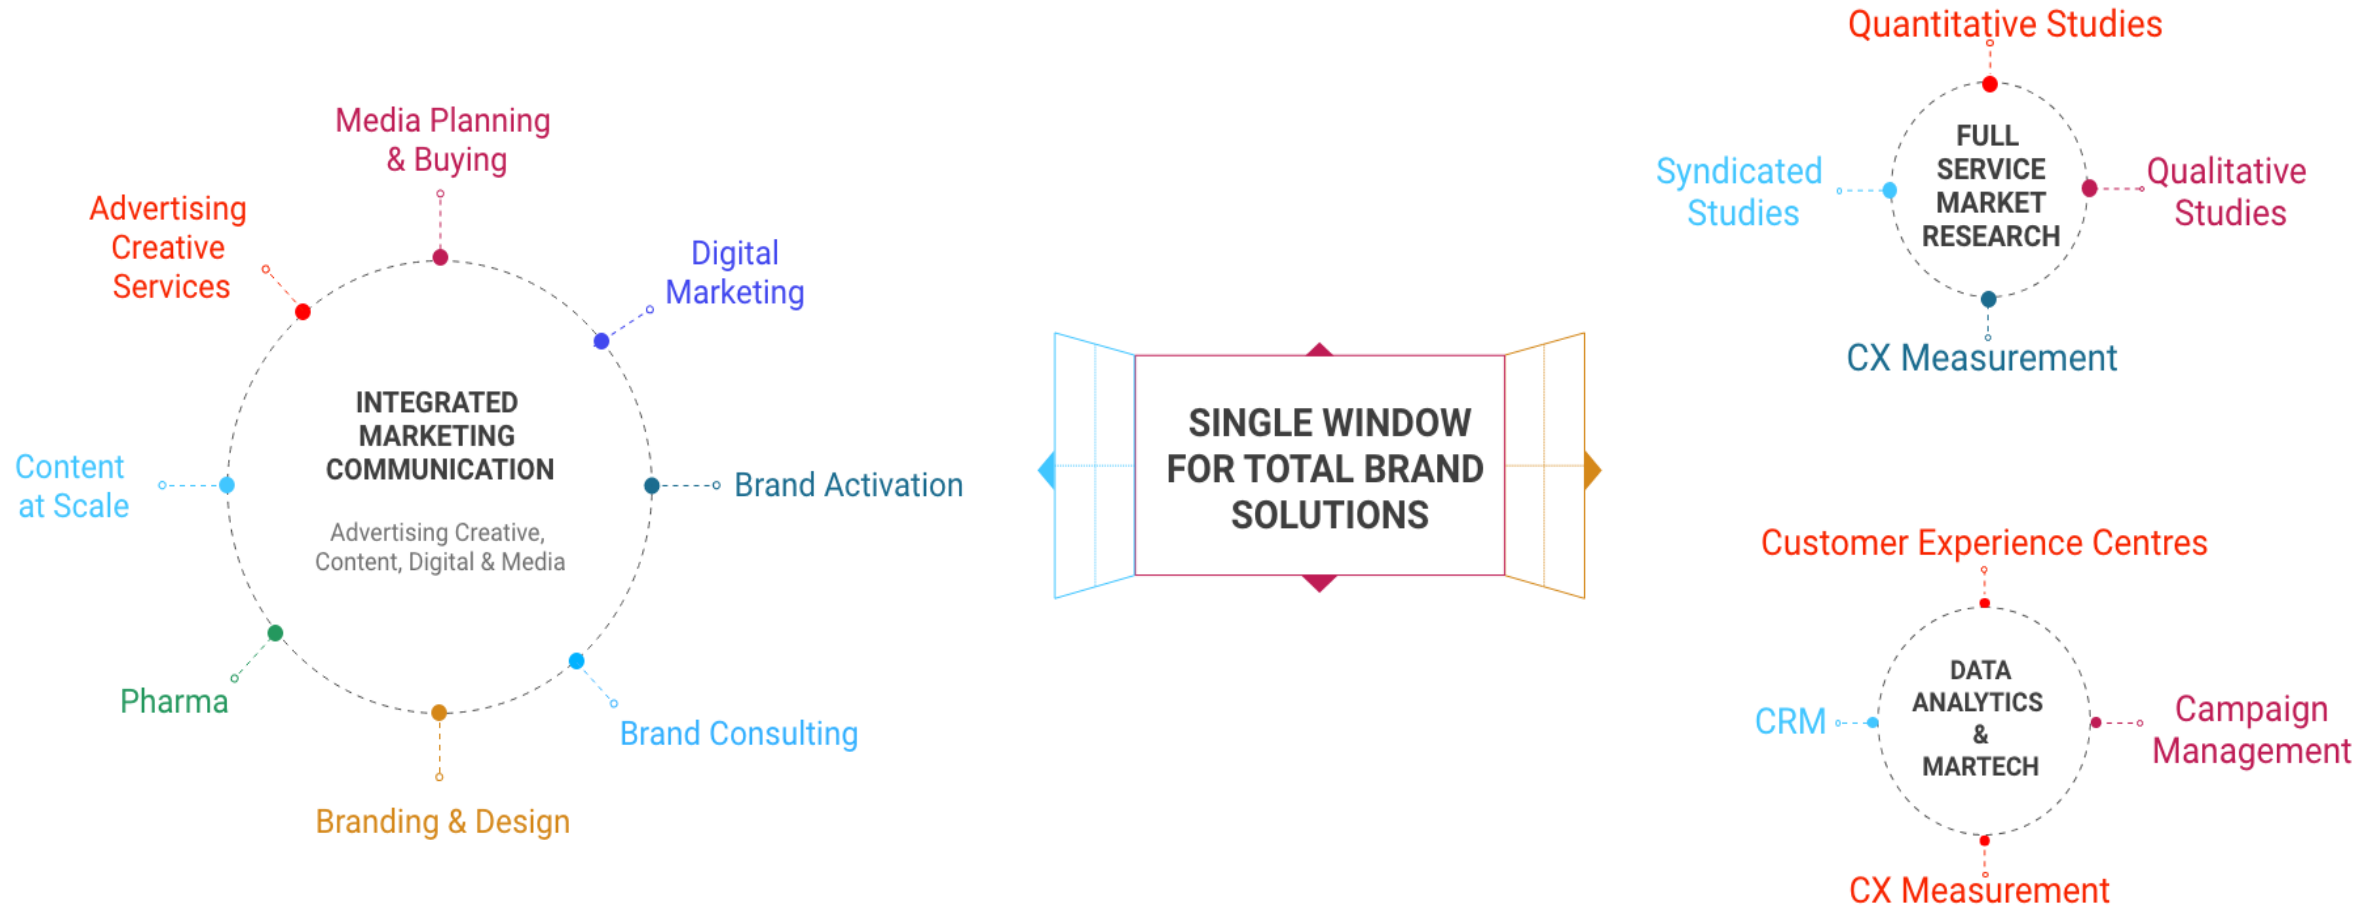 Media Planning
& Buying
Advertising
Creative
Services
Digital
Marketing
INTEGRATED
MARKETING
COMMUNICATION
Advertising Creative,
Content, Digital & Media
Content
at Scale
Brand Activation
Pharma
Brand Consulting
Branding & Design
SINGLE WINDOW
FOR TOTAL BRAND
SOLUTIONS
Quantitative Studies
Syndicated
Studies
FULL
SERVICE
MARKET
RESEARCH
Qualitative
Studies
CX Measurement
Customer Experience Centres
CRM
DATA
ANALYTICS
&
MARTECH
Campaign
Management
CX Measurement